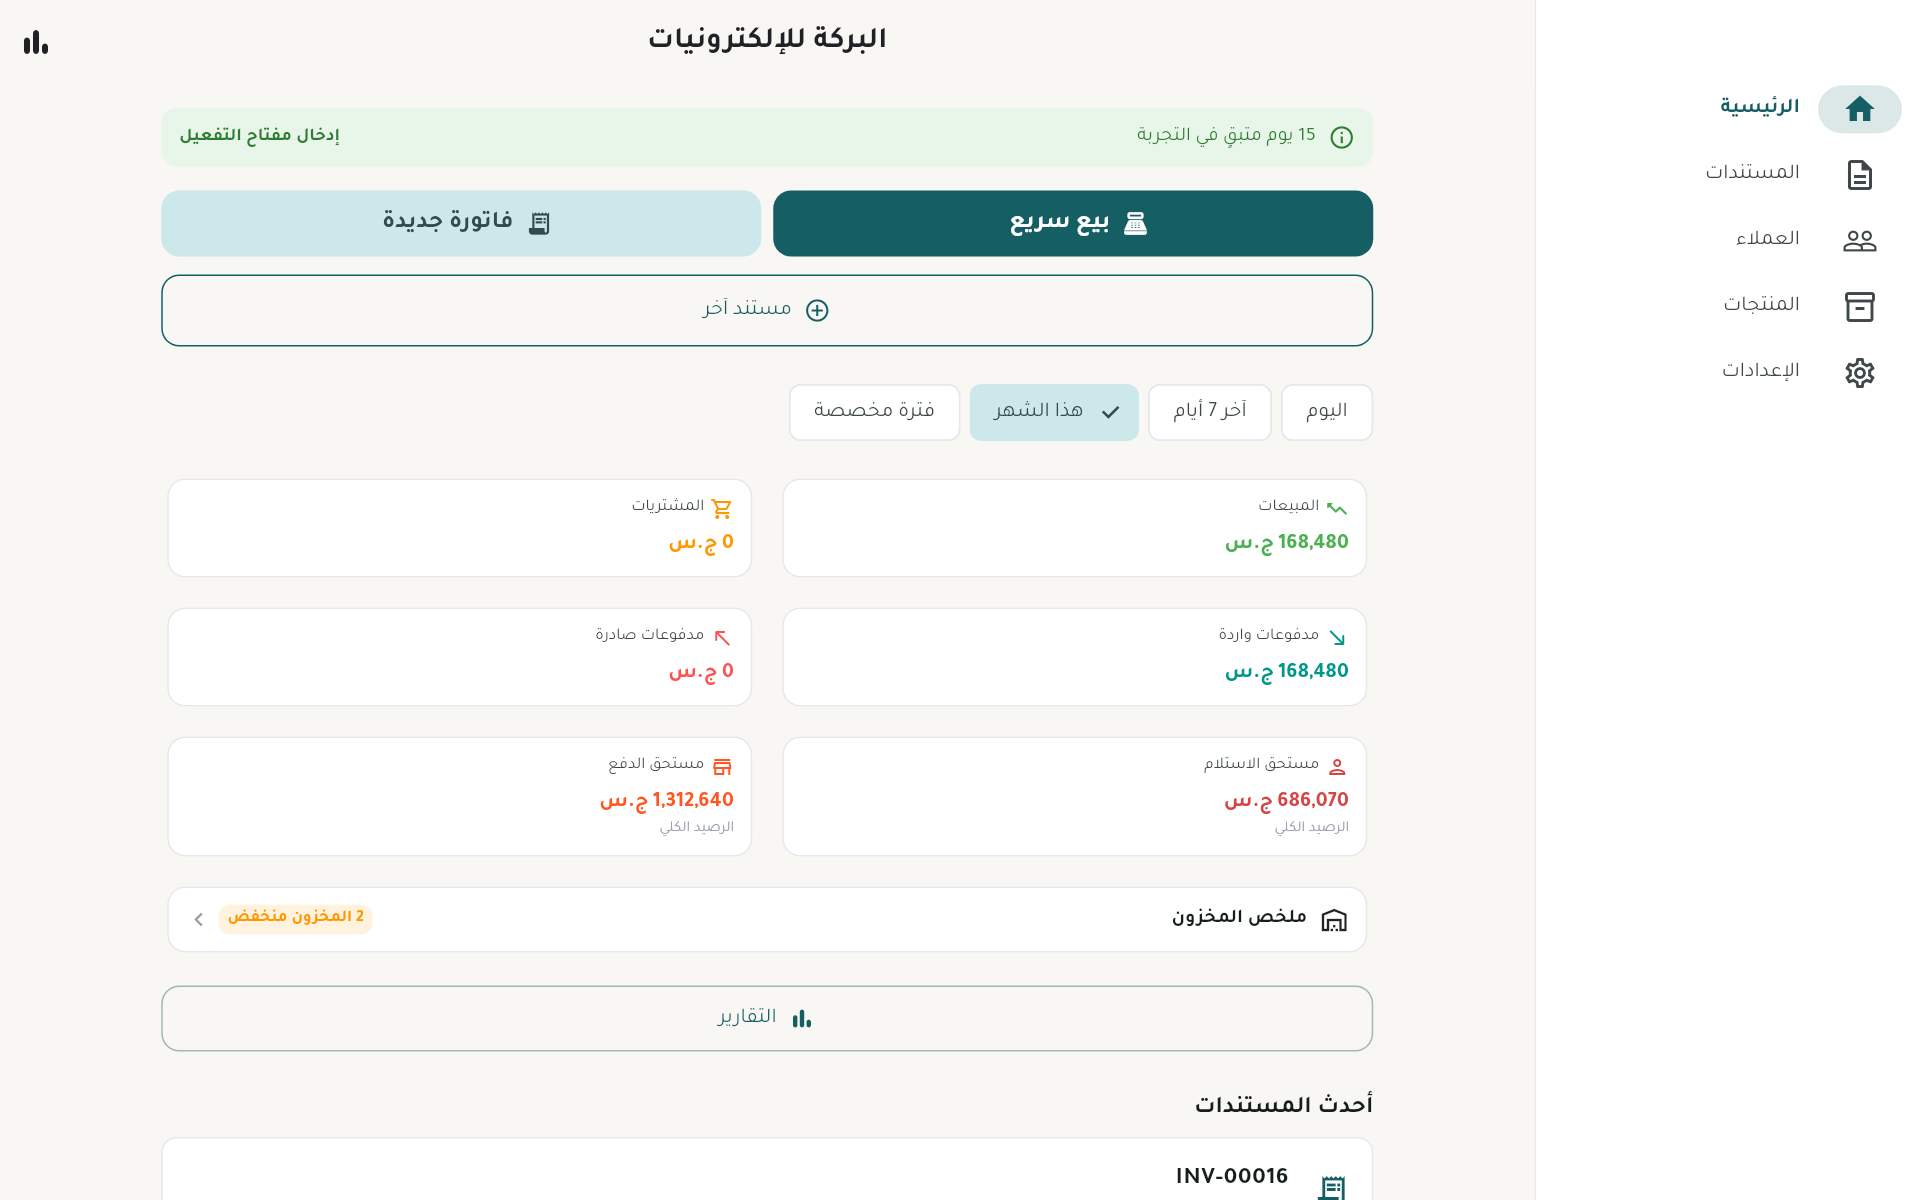 البركة للإلكترونيات
الرئيسية
المستندات
العملاء
المنتجات
الإعدادات
15 يوم متبقٍ في التجربة
إدخال مفتاح التفعيل
بيع سريع
فاتورة جديدة
مستند آخر
اليوم
آخر 7 أيام
هذا الشهر
فترة مخصصة
المبيعات
168,480 ج.س
المشتريات
0 ج.س
مدفوعات واردة
168,480 ج.س
مدفوعات صادرة
0 ج.س
مستحق الاستلام
686,070 ج.س
الرصيد الكلي
مستحق الدفع
1,312,640 ج.س
الرصيد الكلي
ملخص المخزون
2 المخزون منخفض
التقارير
أحدث المستندات
INV-00016